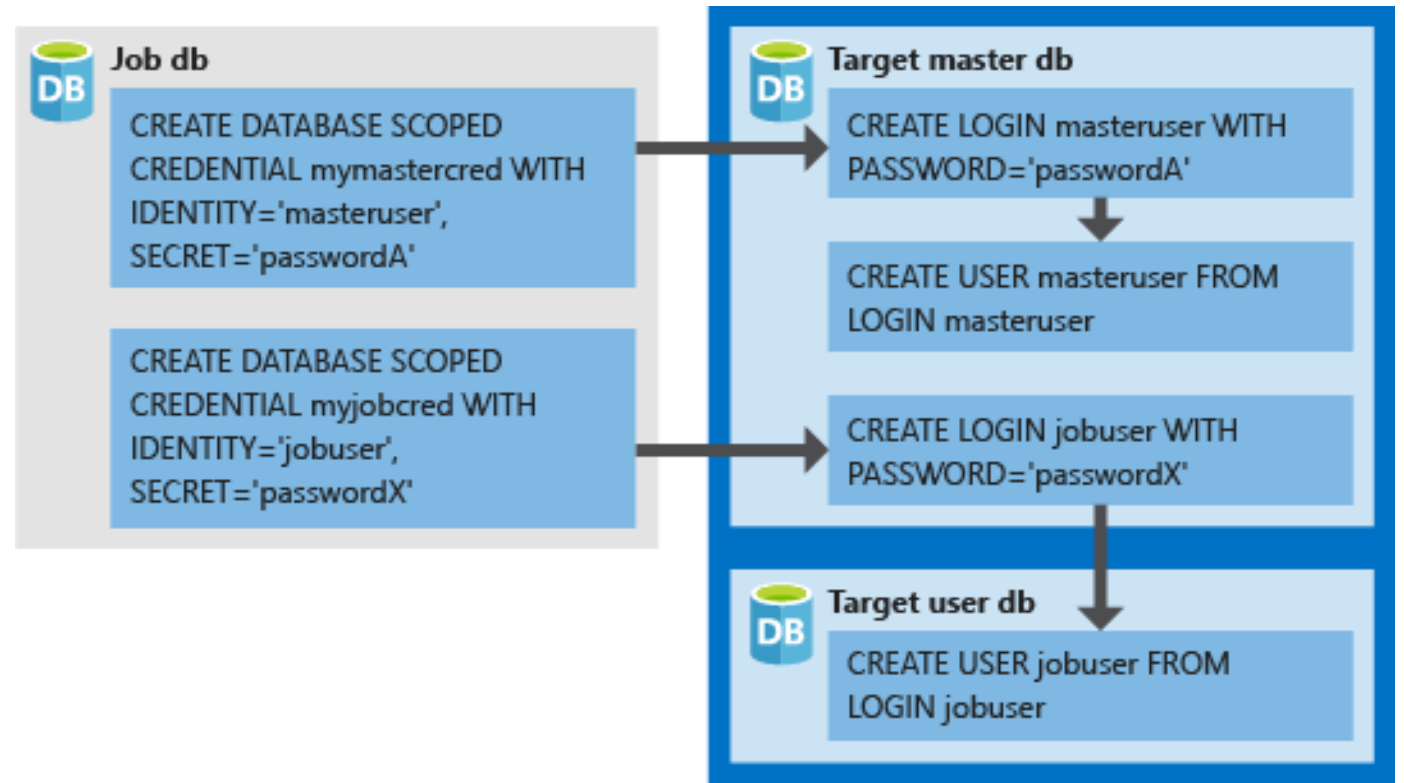 DB
Job db
CREATE DATABASE SCOPED
CREDENTIAL mymastercred WITH
IDENTITY='masteruser',
SECRET='passwordA'
CREATE DATABASE SCOPED
CREDENTIAL myjobcred WITH
IDENTITY='jobuser',
SECRET='passwordX'
DB
Target master db
CREATE LOGIN masteruser WITH
PASSWORD='passwordA'
CREATE USER masteruser FROM
LOGIN masteruser
CREATE LOGIN jobuser WITH
PASSWORD='passwordX'
DB
Target user db
CREATE USER jobuser FROM
LOGIN jobuser